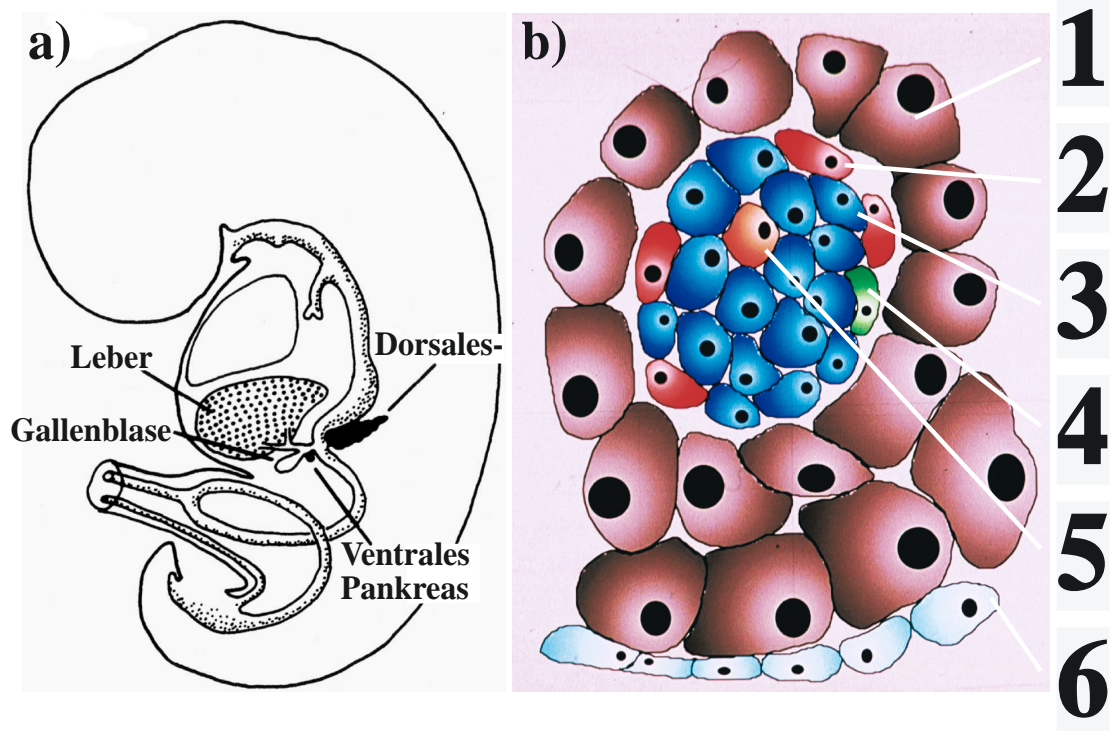 a)
Leber
Dorsales-
Gallenblase
Ventrales
Pankreas
b)
1
2
3
4
5
6